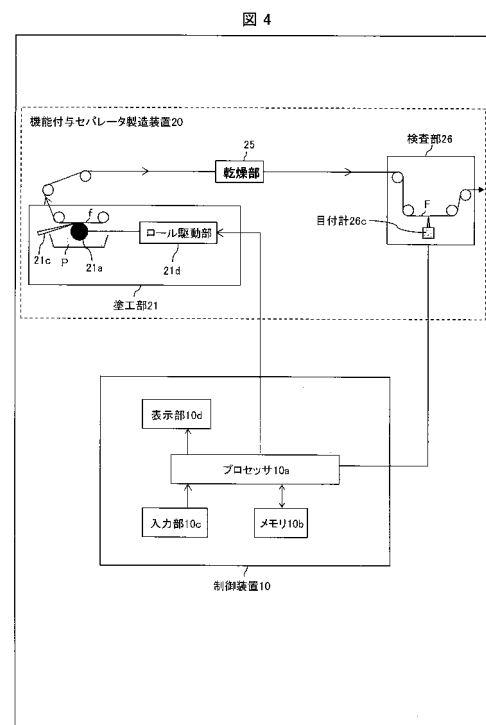 図 4
機能付与セパレータ製造装置20
25
乾燥部
検査部26
f
F
目付計26c
ロール駆動部
21c
P
21a
21d
塗工部21
表示部10d
プロセッサ10a
入力部10c
メモリ10b
制御装置10